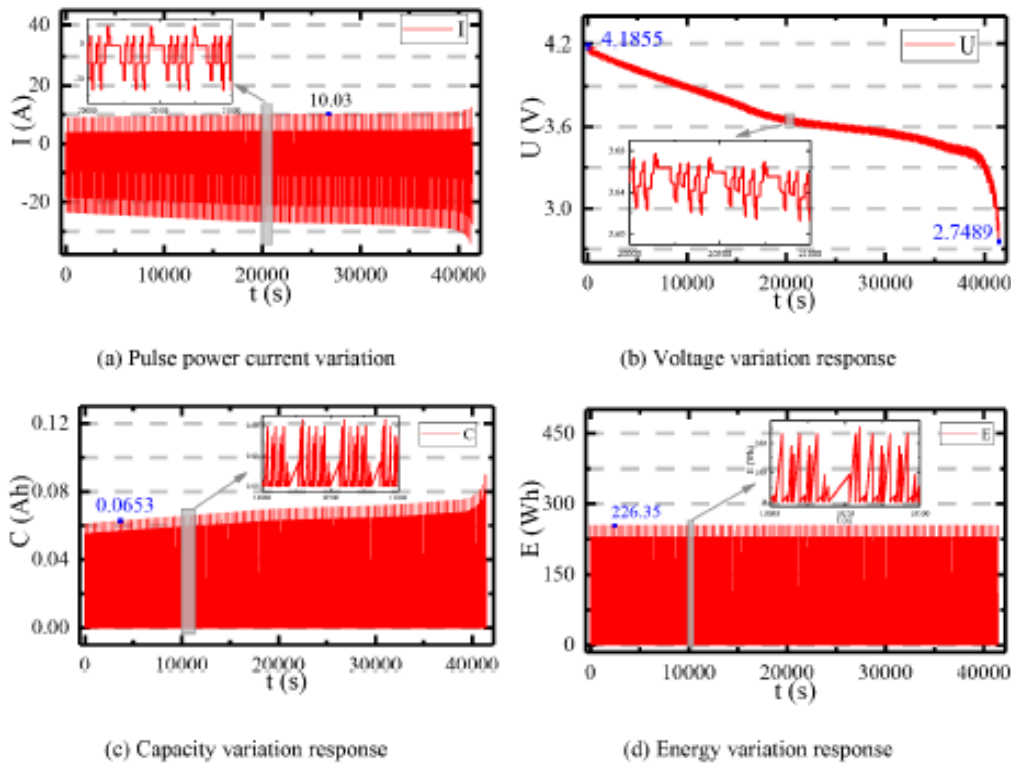 40
20
0
-20
I (A)
I
10.03
0 10000 20000 30000 40000
t (s)
(a) Pulse power current variation
4.2
3.6
3.0
U (V)
4.1855
U
3.65
20000
2.7489
0 10000 20000 30000 40000
t (s)
(b) Voltage variation response
0.12
0.08
0.04
0.00
C (Ah)
0.0653
C
0 10000 20000 30000 40000
t (s)
(c) Capacity variation response
450
300
150
0
E (Wh)
226.35
E
0 10000 20000 30000 40000
t (s)
(d) Energy variation response